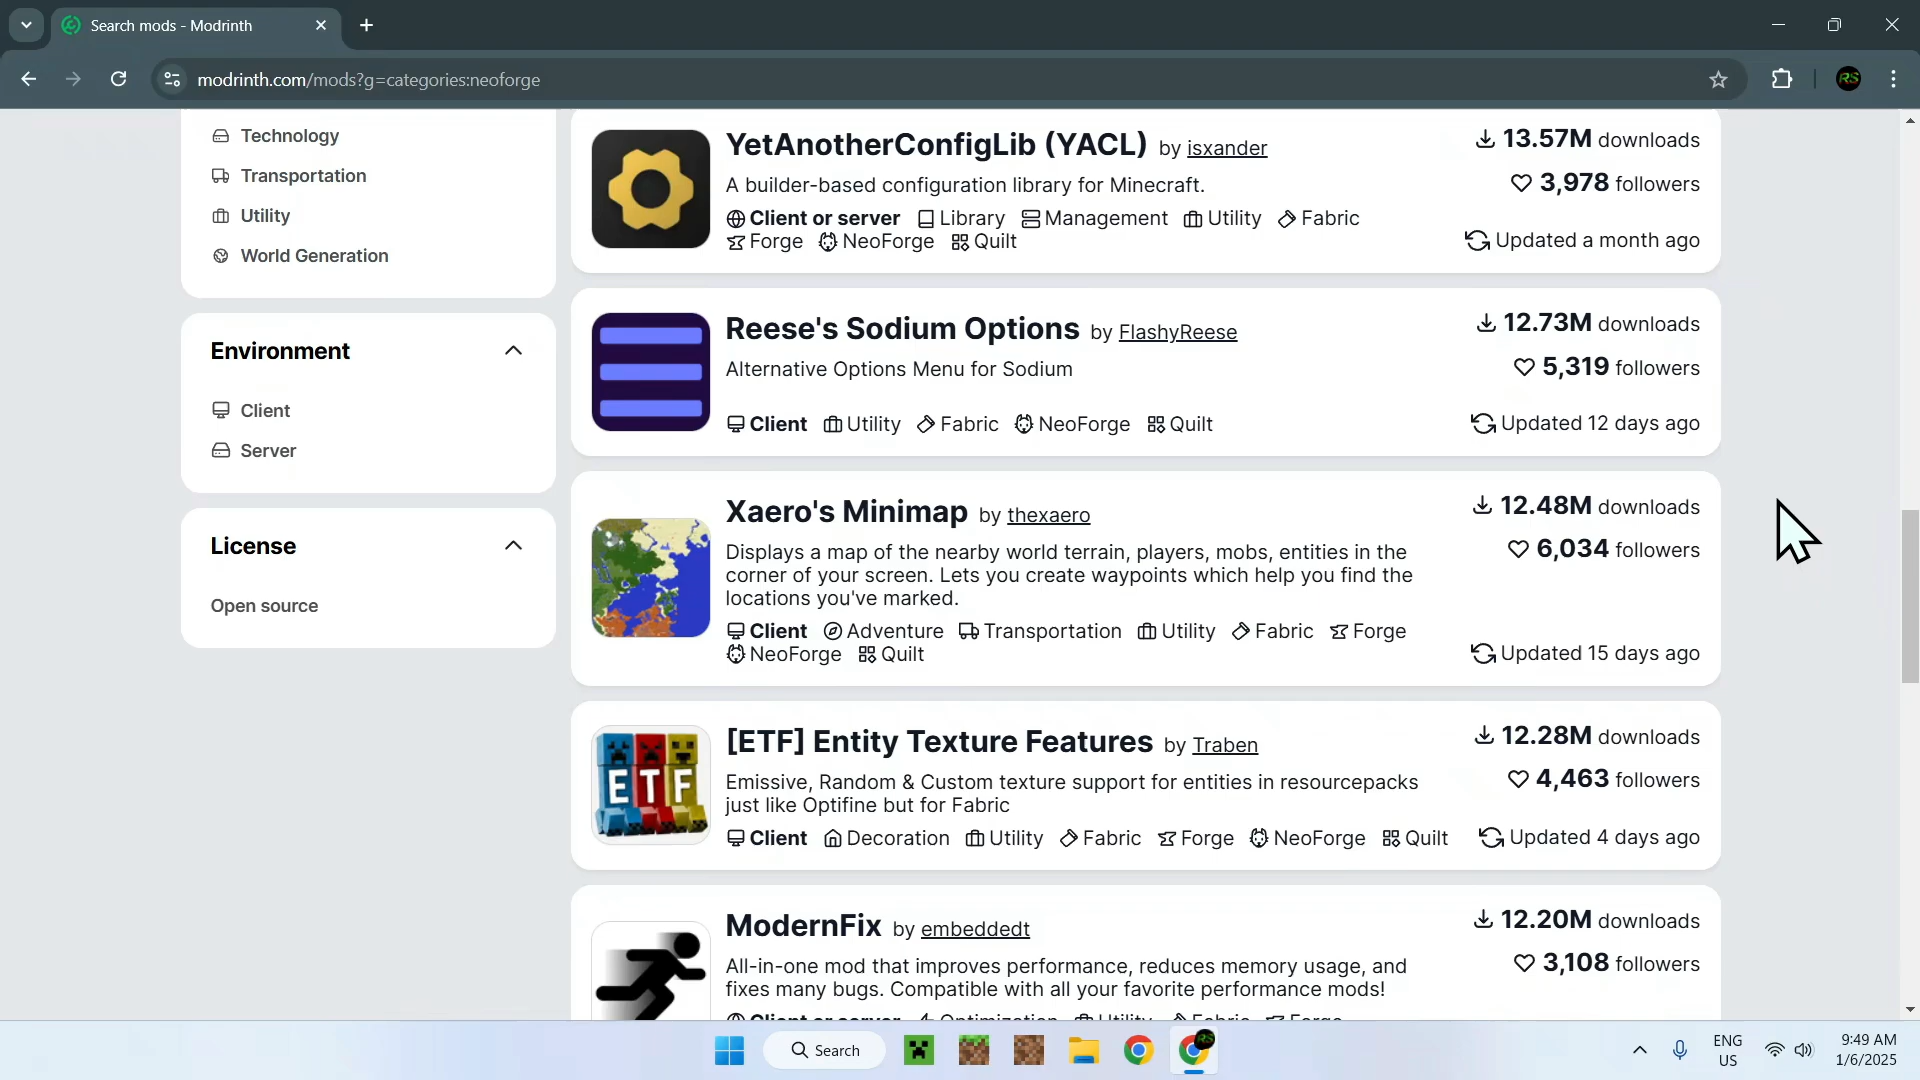 Search mods - Modrinth
modrinth.com/mods?g=categories:neoforge
RS
Technology
Transportation
Utility
World Generation
Environment
Client
Server
License
Open source
YetAnotherConfigLib (YACL) by isxander
A builder-based configuration library for Minecraft.
Client or server Library Management Utility Fabric
Forge NeoForge Quilt
13.57M downloads
3,978 followers
Updated a month ago
Reese's Sodium Options by FlashyReese
Alternative Options Menu for Sodium
Client Utility Fabric NeoForge Quilt
12.73M downloads
5,319 followers
Updated 12 days ago
Xaero's Minimap by thexaero
Displays a map of the nearby world terrain, players, mobs, entities in the
corner of your screen. Lets you create waypoints which help you find the
locations you've marked.
Client Adventure Transportation Utility Fabric Forge
NeoForge Quilt
12.48M downloads
6,034 followers
Updated 15 days ago
ETF
[ETF] Entity Texture Features by Traben
Emissive, Random & Custom texture support for entities in resourcepacks
just like Optifine but for Fabric
Client Decoration Utility Fabric Forge NeoForge Quilt
12.28M downloads
4,463 followers
Updated 4 days ago
ModernFix by embeddedt
All-in-one mod that improves performance, reduces memory usage, and
fixes many bugs. Compatible with all your favorite performance mods!
Client or server Optimization Utility Fabric Forge
12.20M downloads
3,108 followers
Search
RS
ENG
US
9:49 AM
1/6/2025